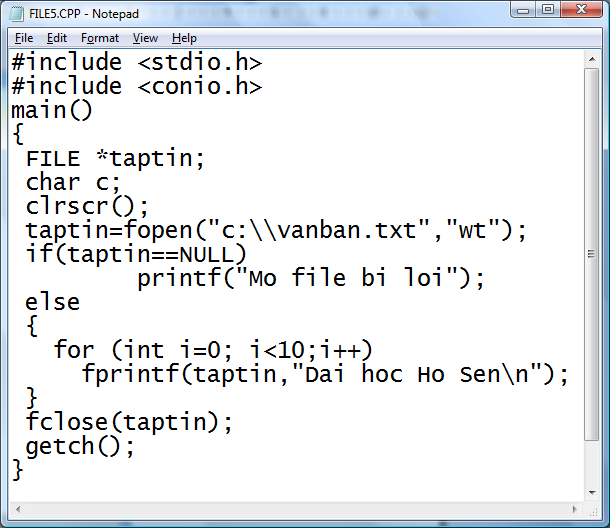 FILE5.CPP - Notepad
File Edit Format View Help
#include <stdio.h>
#include <conio.h>
main()
{
 FILE *taptin;
 char c;
 clrscr();
 taptin=fopen("c:\\vanban.txt","wt");
 if(taptin==NULL)
         printf("Mo file bi loi");
 else
 {
   for (int i=0; i<10;i++)
     fprintf(taptin,"Dai hoc Ho Sen\n");
 }
 fclose(taptin);
 getch();
}